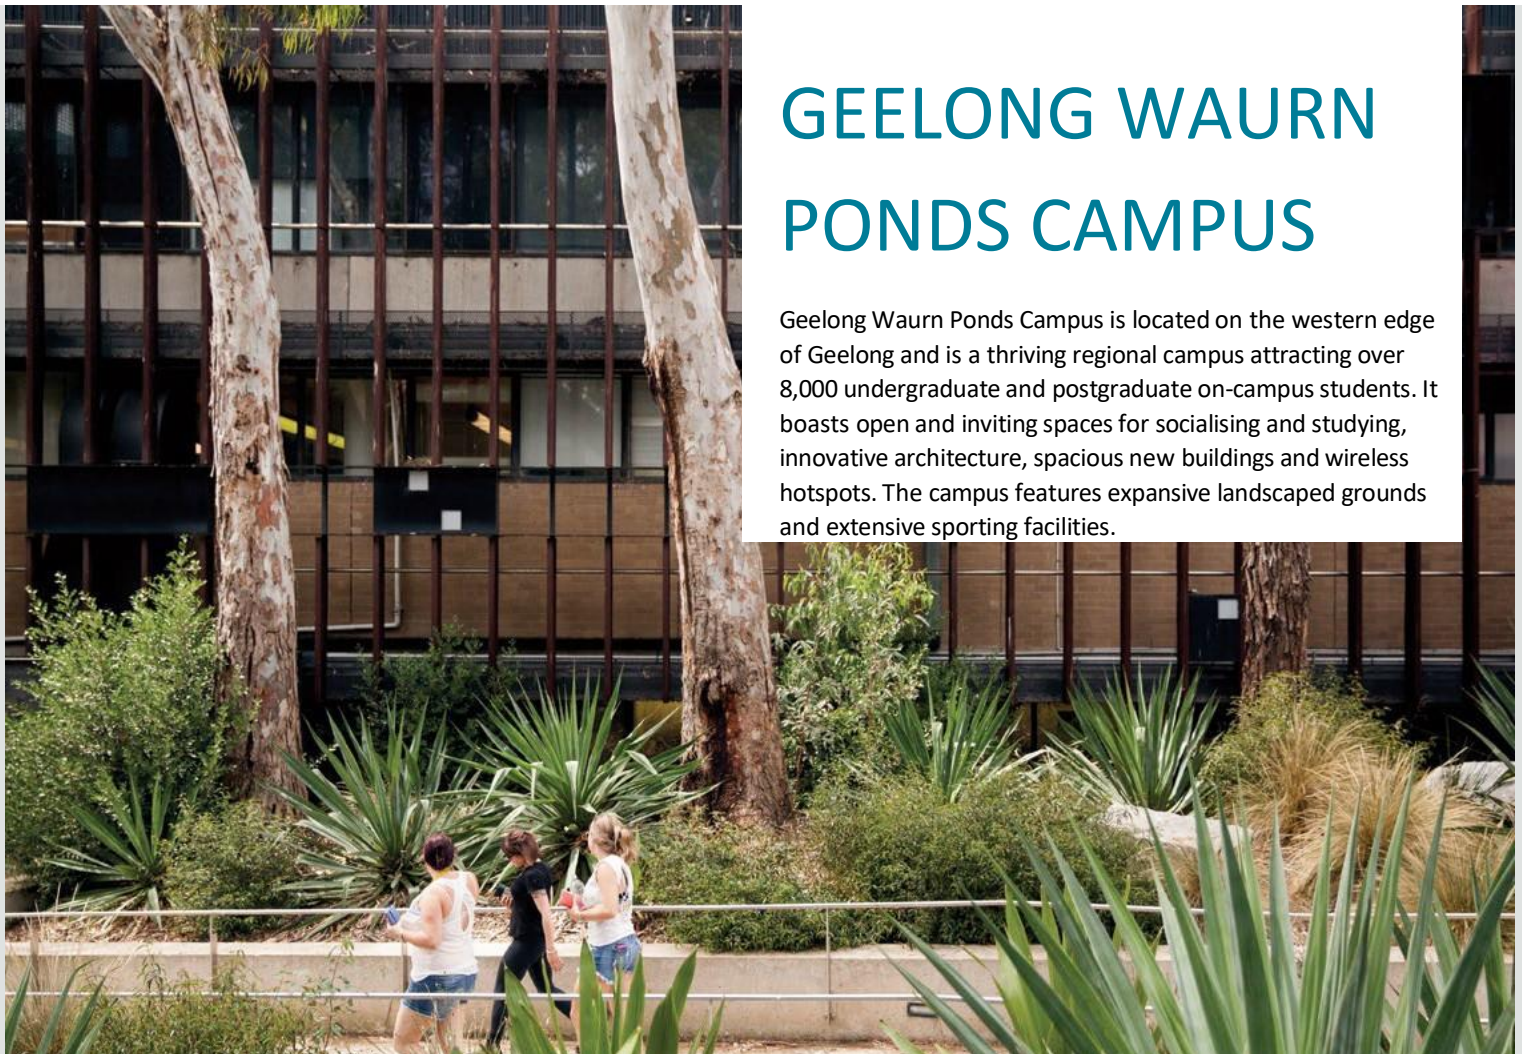 GEELONG WAURN
PONDS CAMPUS
Geelong Waurn Ponds Campus is located on the western edge
of Geelong and is a thriving regional campus attracting over
8,000 undergraduate and postgraduate on-campus students. It
boasts open and inviting spaces for socialising and studying,
innovative architecture, spacious new buildings and wireless
hotspots. The campus features expansive landscaped grounds
and extensive sporting facilities.